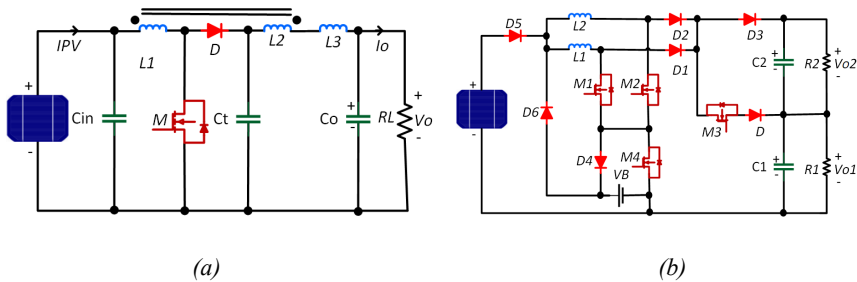 IPV
L1
D
L2
L3
Io
+
-
Cin
M
Ct
+
-
Co
RL
+
Vo
-
(a)
D5
L2
L1
D2
D1
D3
+
-
D6
M1
M2
M3
D
D4
M4
VB
C2
+
-
R2
+
Vo2
-
C1
+
-
R1
+
Vo1
-
(b)